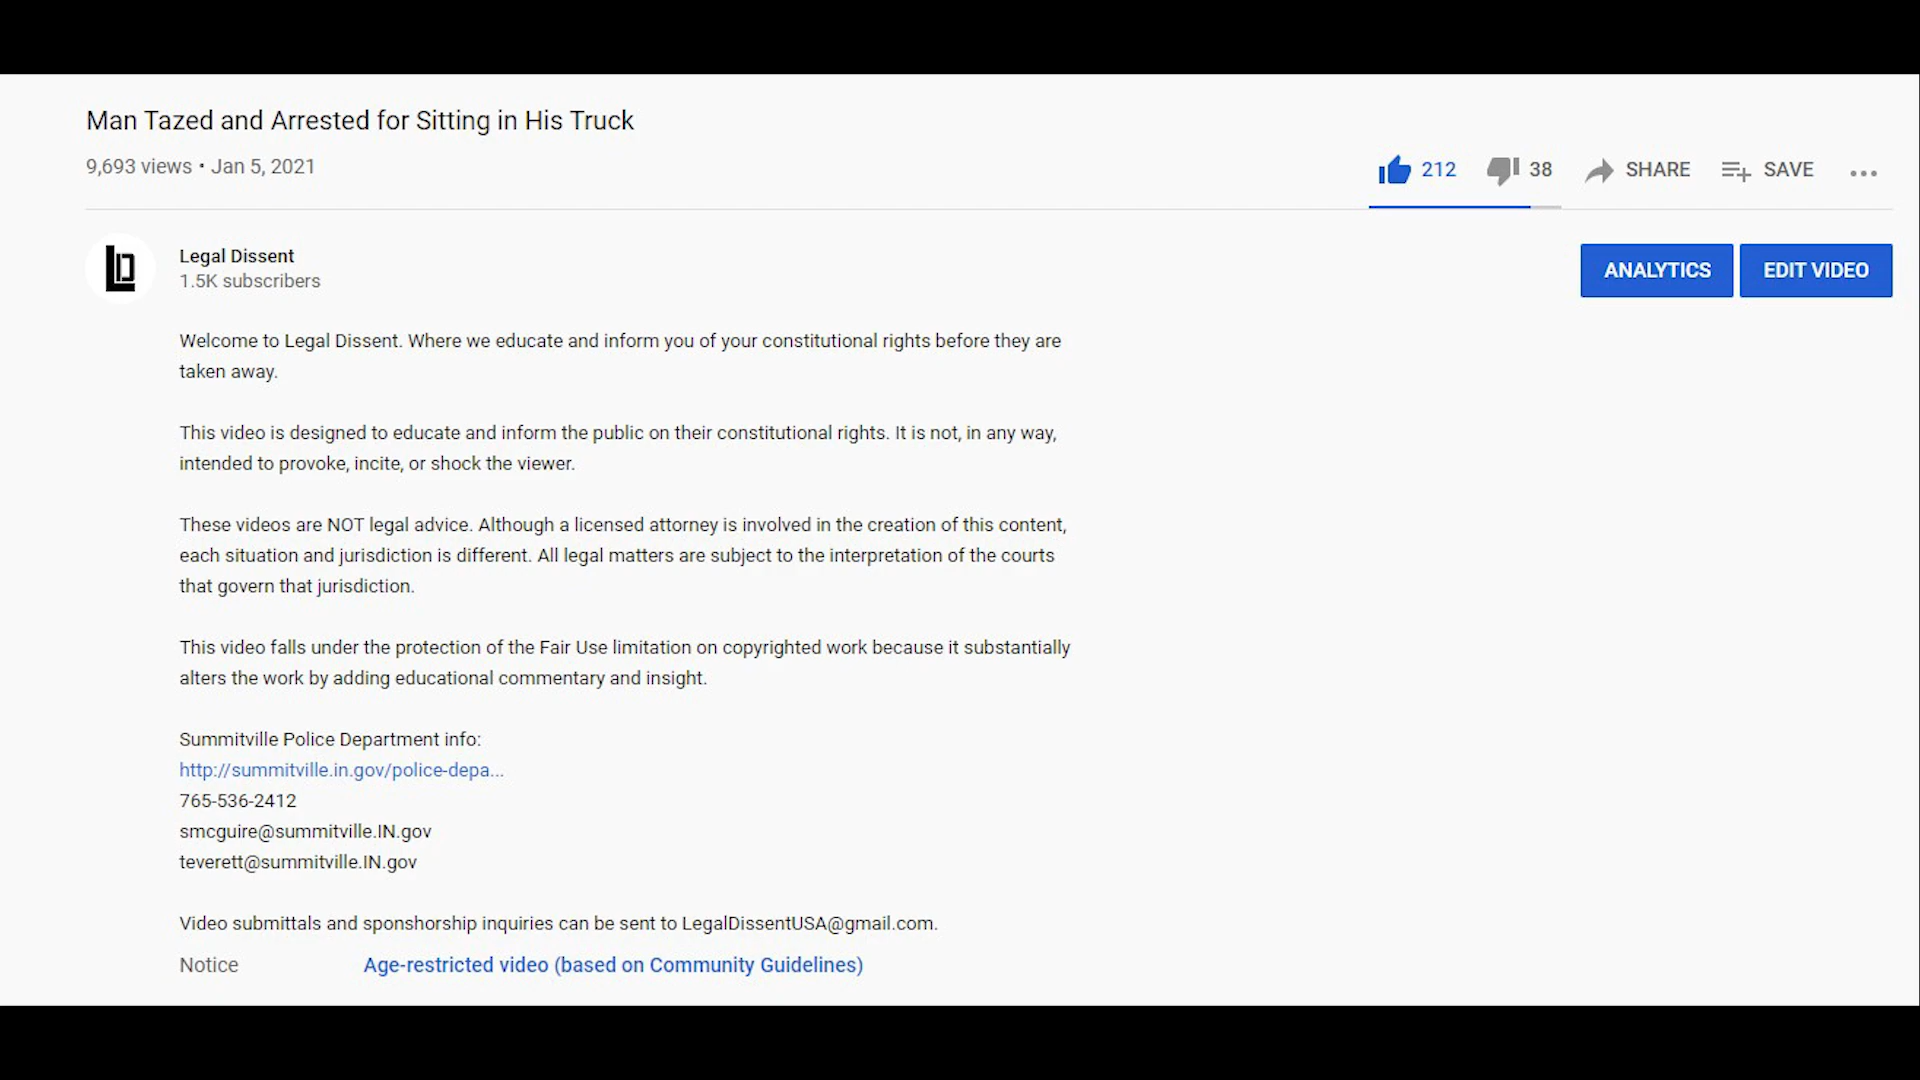 Man Tazed and Arrested for Sitting in His Truck
9,693 views • Jan 5, 2021
212 38 SHARE SAVE ...
LD
Legal Dissent
1.5K subscribers
ANALYTICS EDIT VIDEO
Welcome to Legal Dissent. Where we educate and inform you of your constitutional rights before they are
taken away.
This video is designed to educate and inform the public on their constitutional rights. It is not, in any way,
intended to provoke, incite, or shock the viewer.
These videos are NOT legal advice. Although a licensed attorney is involved in the creation of this content,
each situation and jurisdiction is different. All legal matters are subject to the interpretation of the courts
that govern that jurisdiction.
This video falls under the protection of the Fair Use limitation on copyrighted work because it substantially
alters the work by adding educational commentary and insight.
Summitville Police Department info:
http://summitville.in.gov/police-depa...
765-536-2412
smcguire@summitville.IN.gov
teverett@summitville.IN.gov
Video submittals and sponshorship inquiries can be sent to LegalDissentUSA@gmail.com.
Notice Age-restricted video (based on Community Guidelines)